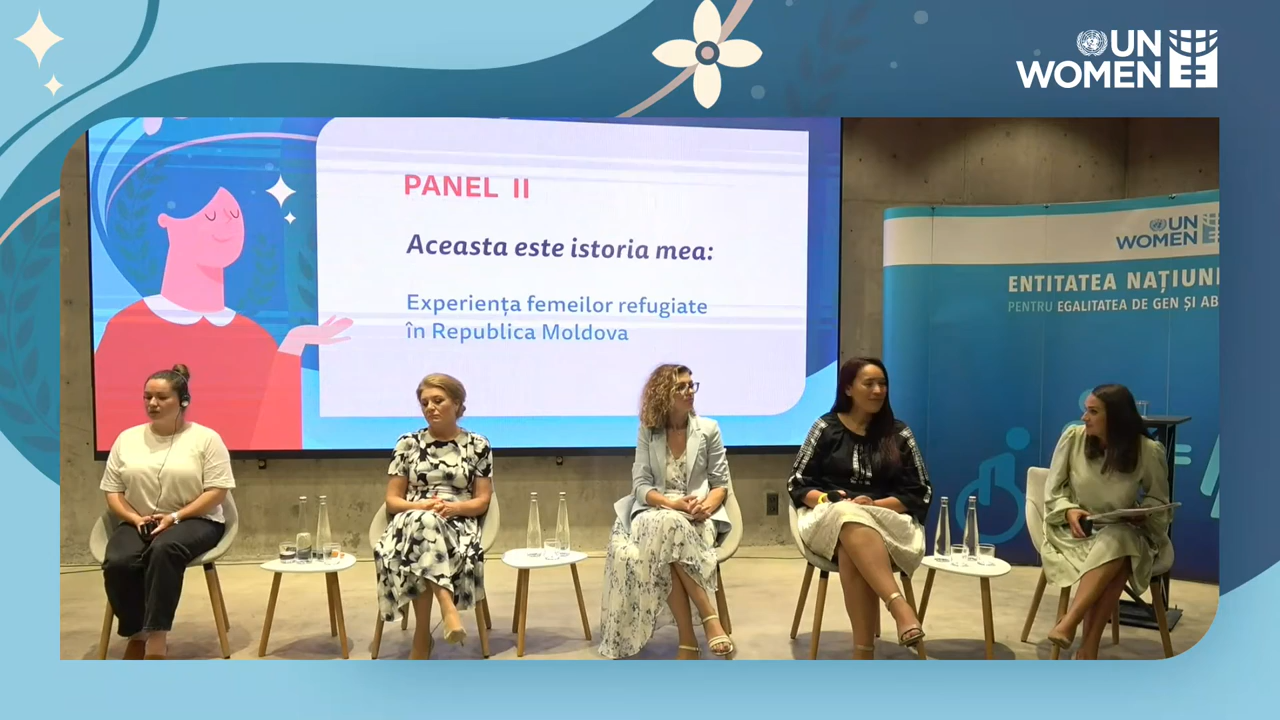 UN
WOMEN
PANEL II
Aceasta este istoria mea:
Experiența femeilor refugiate
în Republica Moldova
UN
WOMEN
ENTITATEA NAȚIUNI
PENTRU EGALITATEA DE GEN ȘI AB